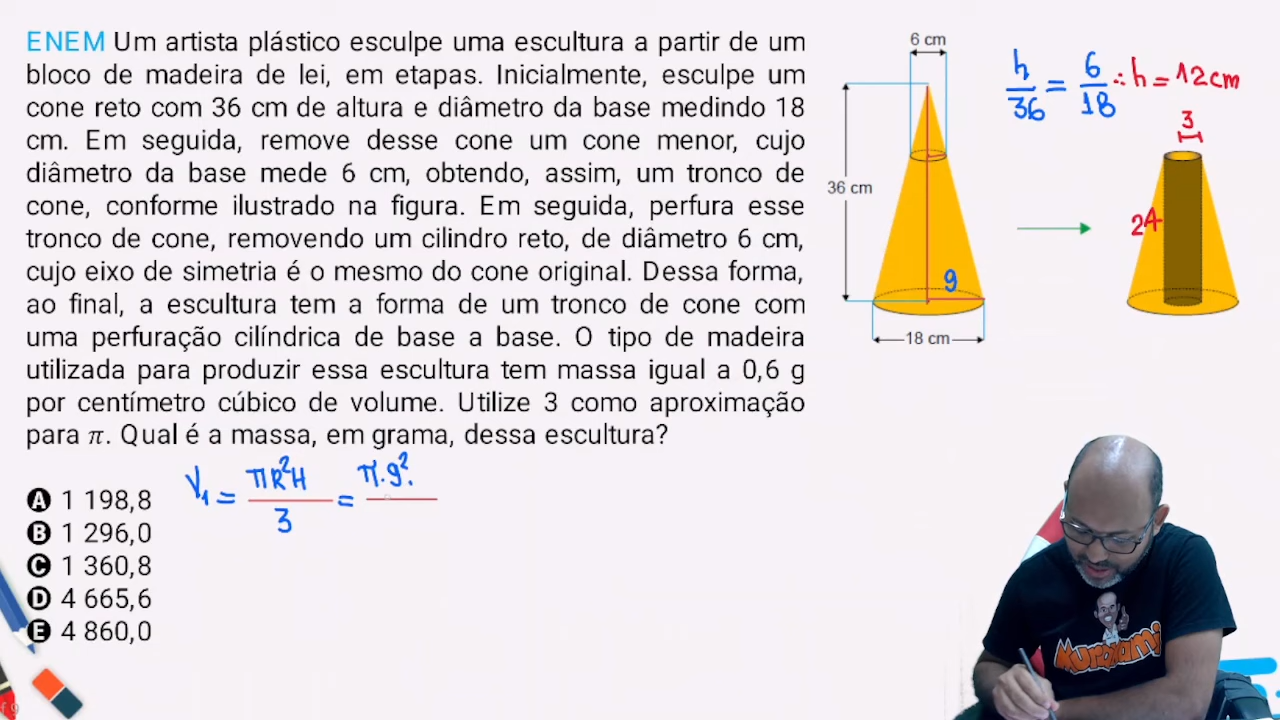 ENEM Um artista plástico esculpe uma escultura a partir de um
bloco de madeira de lei, em etapas. Inicialmente, esculpe um
cone reto com 36 cm de altura e diâmetro da base medindo 18
cm. Em seguida, remove desse cone um cone menor, cujo
diâmetro da base mede 6 cm, obtendo, assim, um tronco de
cone, conforme ilustrado na figura. Em seguida, perfura esse
tronco de cone, removendo um cilindro reto, de diâmetro 6 cm,
cujo eixo de simetria é o mesmo do cone original. Dessa forma,
ao final, a escultura tem a forma de um tronco de cone com
uma perfuração cilíndrica de base a base. O tipo de madeira
utilizada para produzir essa escultura tem massa igual a 0,6 g
por centímetro cúbico de volume. Utilize 3 como aproximação
para π. Qual é a massa, em grama, dessa escultura?
A 1 198,8
B 1 296,0
C 1 360,8
D 4 665,6
E 4 860,0
V₁ = πR²H/3 = π.9².
6 cm
36 cm
9
18 cm
h/36 = 6/18 ∴ h = 12cm
3
24
Murakami